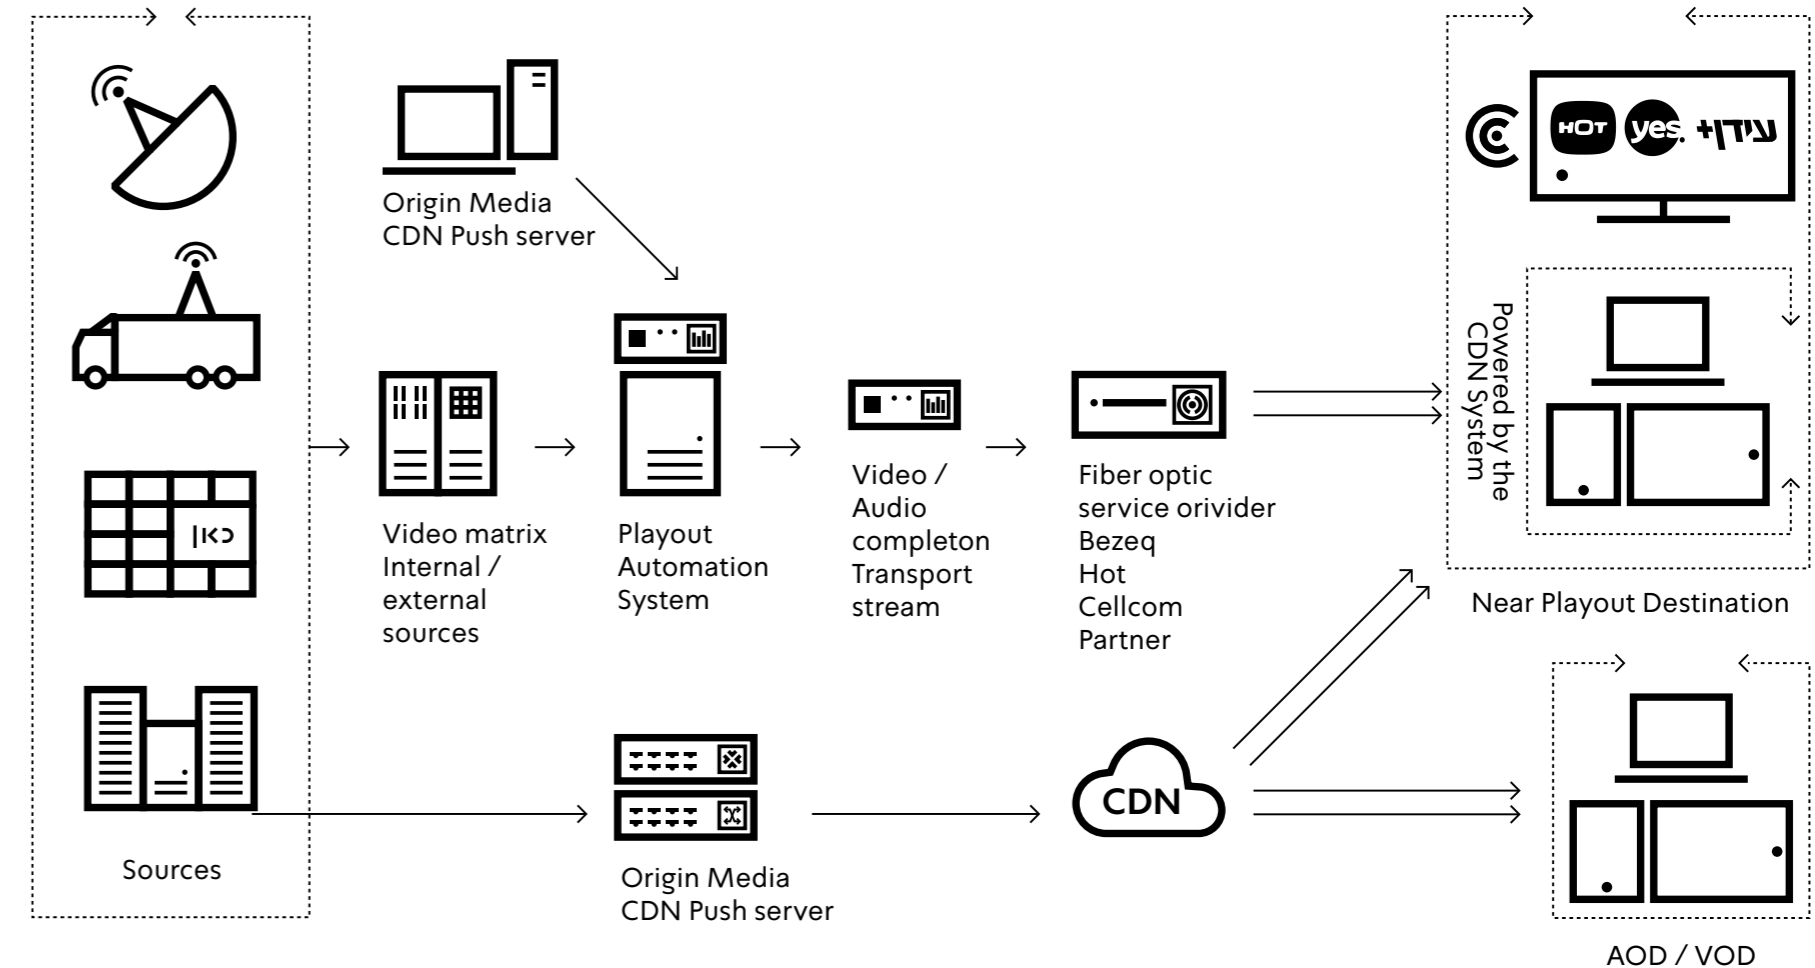 Origin Media
CDN Push server
HOT
yes.
עידן+
Powered by the
CDN System
כאן
Video matrix
Internal /
external
sources
Playout
Automation
System
Video /
Audio
completon
Transport
stream
Fiber optic
service orivider
Bezeq
Hot
Cellcom
Partner
Near Playout Destination
Sources
Origin Media
CDN Push server
CDN
AOD / VOD